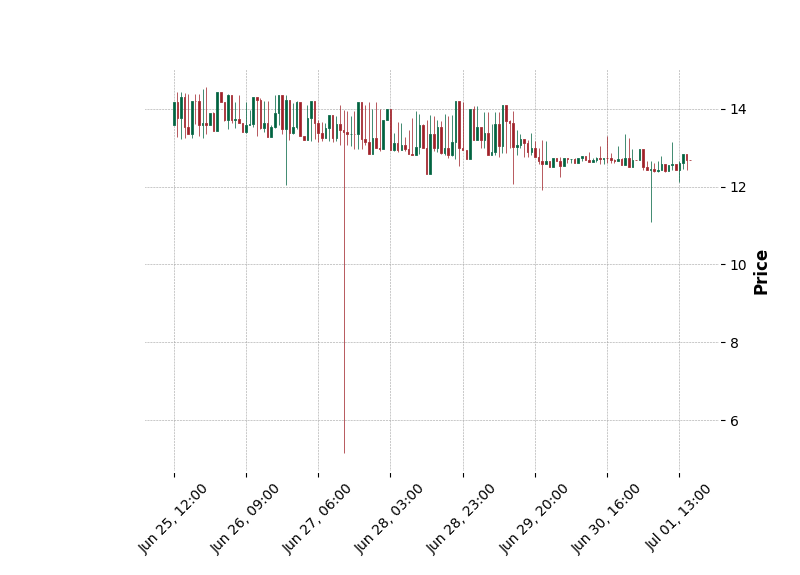 14
12
10
8
6
Price
Jun 25, 12:00
Jun 26, 09:00
Jun 27, 06:00
Jun 28, 03:00
Jun 28, 23:00
Jun 29, 20:00
Jun 30, 16:00
Jul 01, 13:00